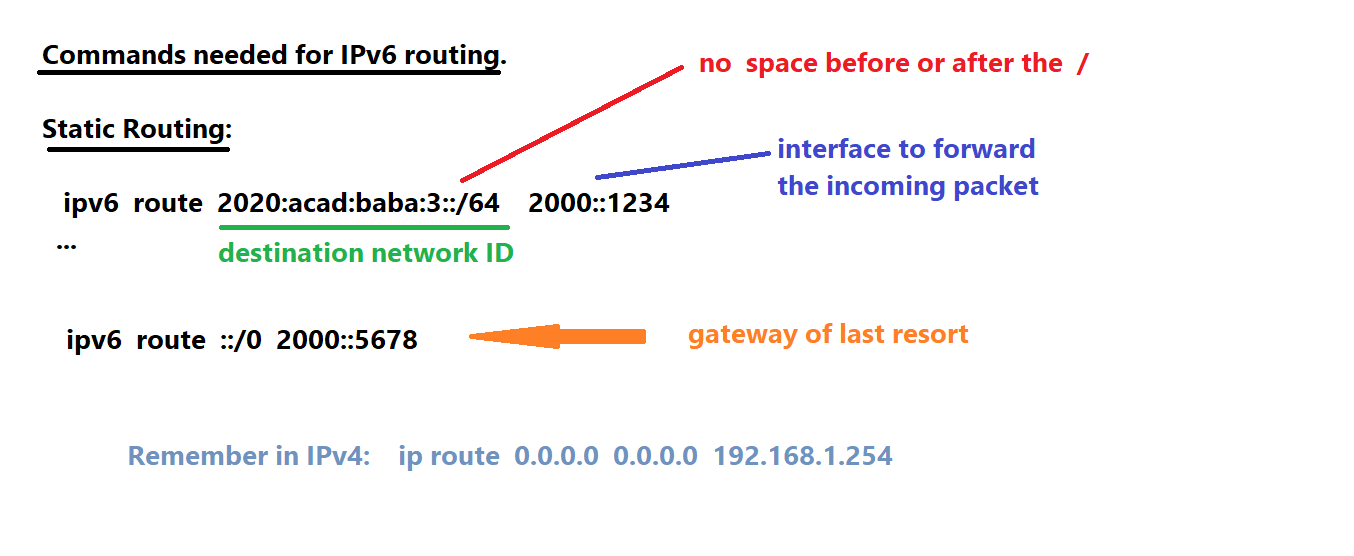 Commands needed for IPv6 routing.
no space before or after the /
Static Routing:
interface to forward
the incoming packet
ipv6 route 2020:acad:baba:3::/64 2000::1234
...
destination network ID
ipv6 route ::/0 2000::5678
gateway of last resort
Remember in IPv4: ip route 0.0.0.0 0.0.0.0 192.168.1.254